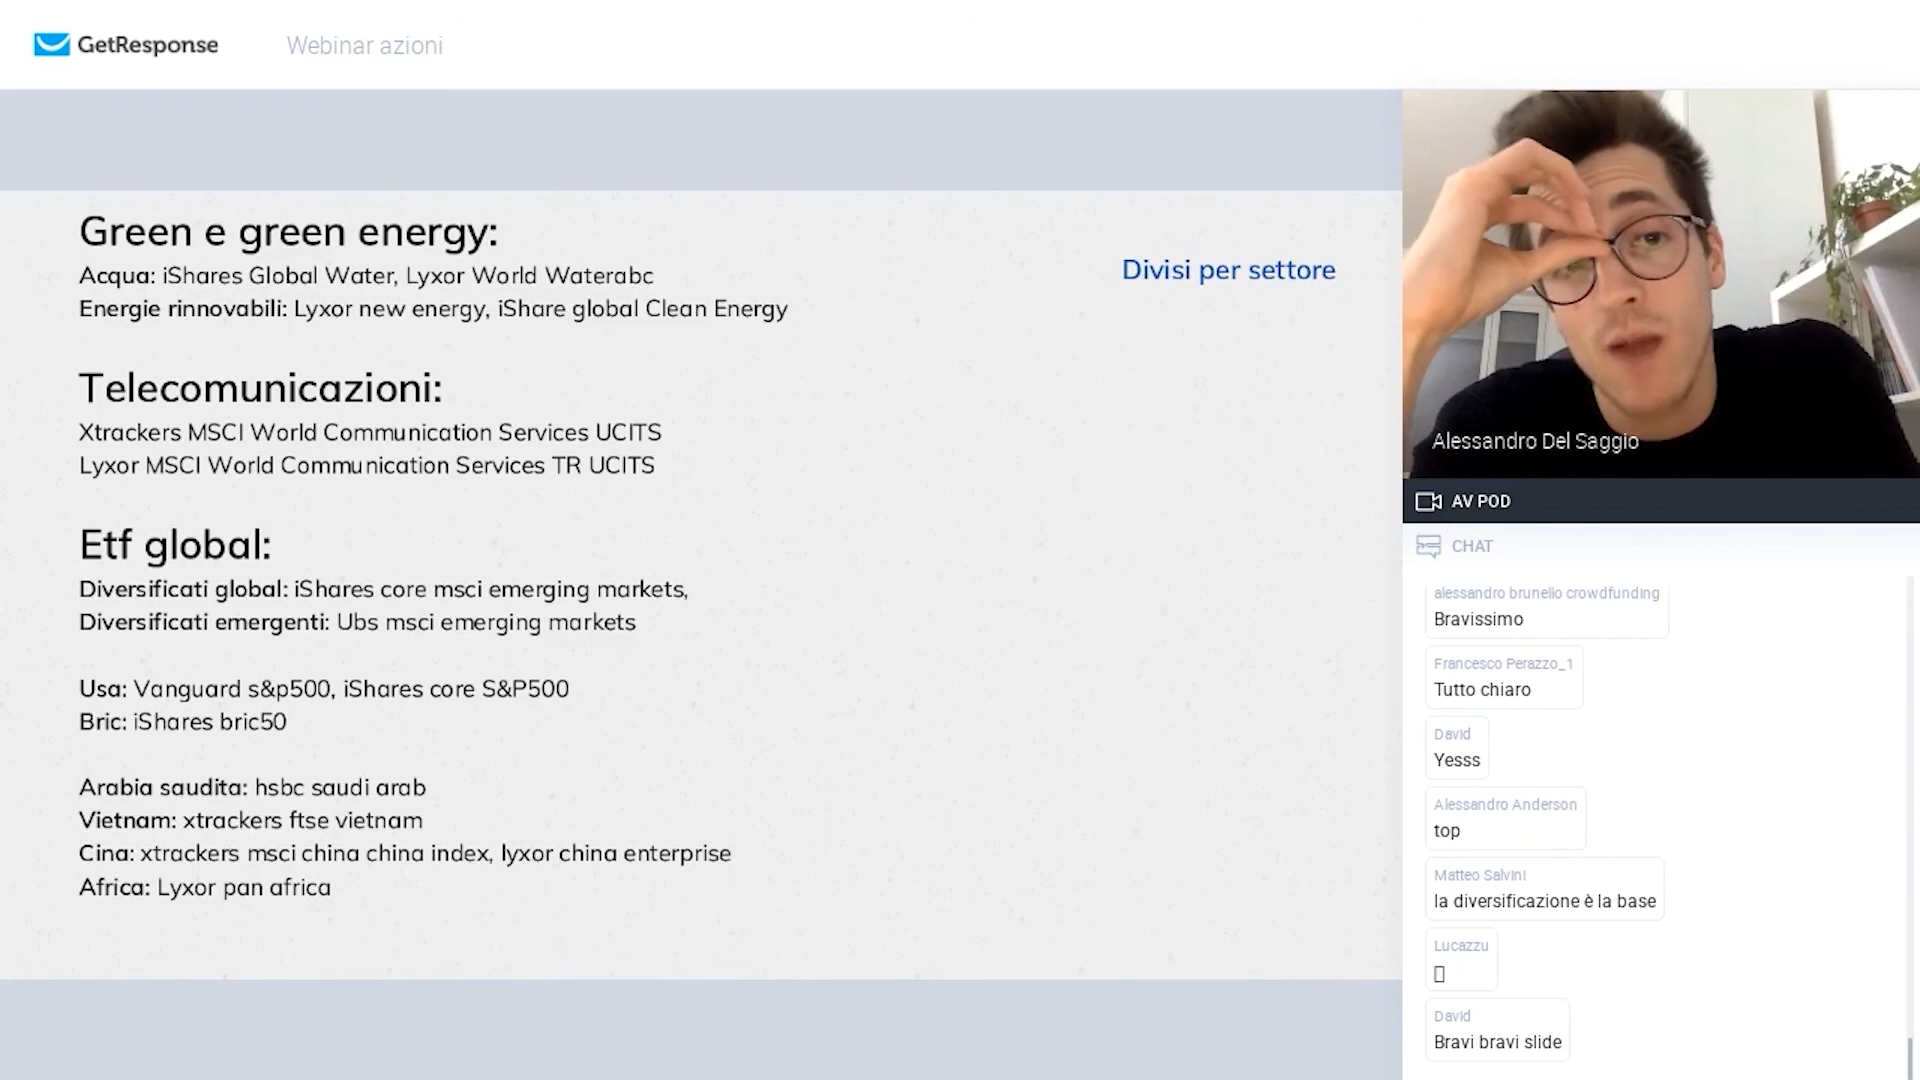 GetResponse
Webinar azioni
Green e green energy:
Acqua: iShares Global Water, Lyxor World Waterabc
Energie rinnovabili: Lyxor new energy, iShare global Clean Energy
Divisi per settore
Telecomunicazioni:
Xtrackers MSCI World Communication Services UCITS
Lyxor MSCI World Communication Services TR UCITS
Etf global:
Diversificati global: iShares core msci emerging markets,
Diversificati emergenti: Ubs msci emerging markets
Usa: Vanguard s&p500, iShares core S&P500
Bric: iShares bric50
Arabia saudita: hsbc saudi arab
Vietnam: xtrackers ftse vietnam
Cina: xtrackers msci china china index, lyxor china enterprise
Africa: Lyxor pan africa
Alessandro Del Saggio
AV POD
CHAT
alessandro brunello crowdfunding
Bravissimo
Francesco Perazzo_1
Tutto chiaro
David
Yesss
Alessandro Anderson
top
Matteo Salvini
la diversificazione è la base
Lucazzu
David
Bravi bravi slide